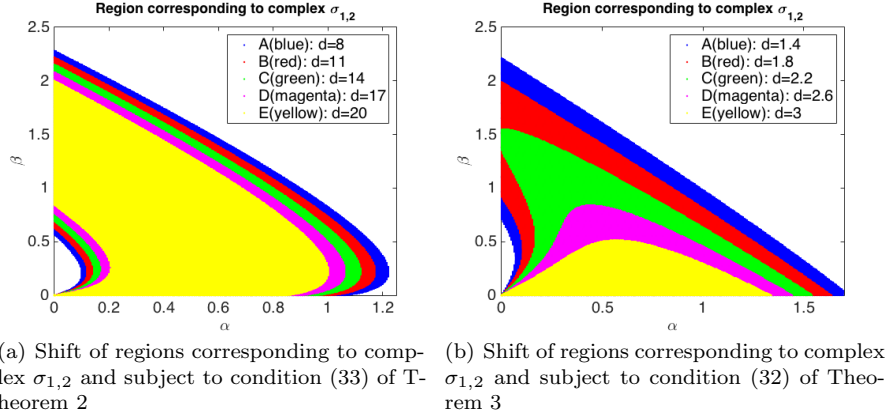 Region corresponding to complex σ1,2
2.5
2
1.5
1
0.5
0
β
A(blue): d=8
B(red): d=11
C(green): d=14
D(magenta): d=17
E(yellow): d=20
0 0.2 0.4 0.6 0.8 1 1.2
α
Region corresponding to complex σ1,2
2.5
2
1.5
1
0.5
0
β
A(blue): d=1.4
B(red): d=1.8
C(green): d=2.2
D(magenta): d=2.6
E(yellow): d=3
0 0.5 1 1.5
α
a) Shift of regions corresponding to comp-
lex σ1,2 and subject to condition (33) of T-
heorem 2
(b) Shift of regions corresponding to complex
σ1,2 and subject to condition (32) of Theo-
rem 3